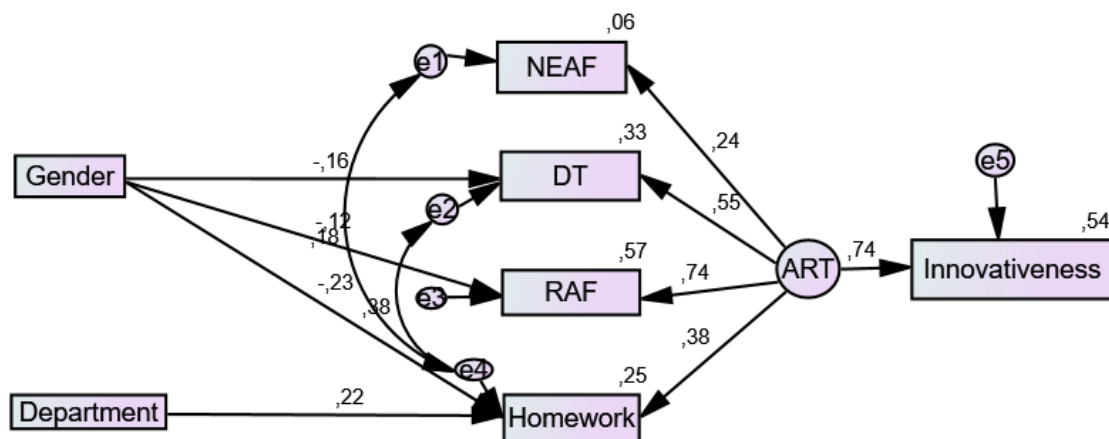 ,06
e1
NEAF
,24
,33
-,16
Gender
DT
e5
e2
,55
,54
-,12
,18
,57
ART
,74
Innovativeness
,74
RAF
e3
-,23
,38
,38
e4
,25
Department
,22
Homework